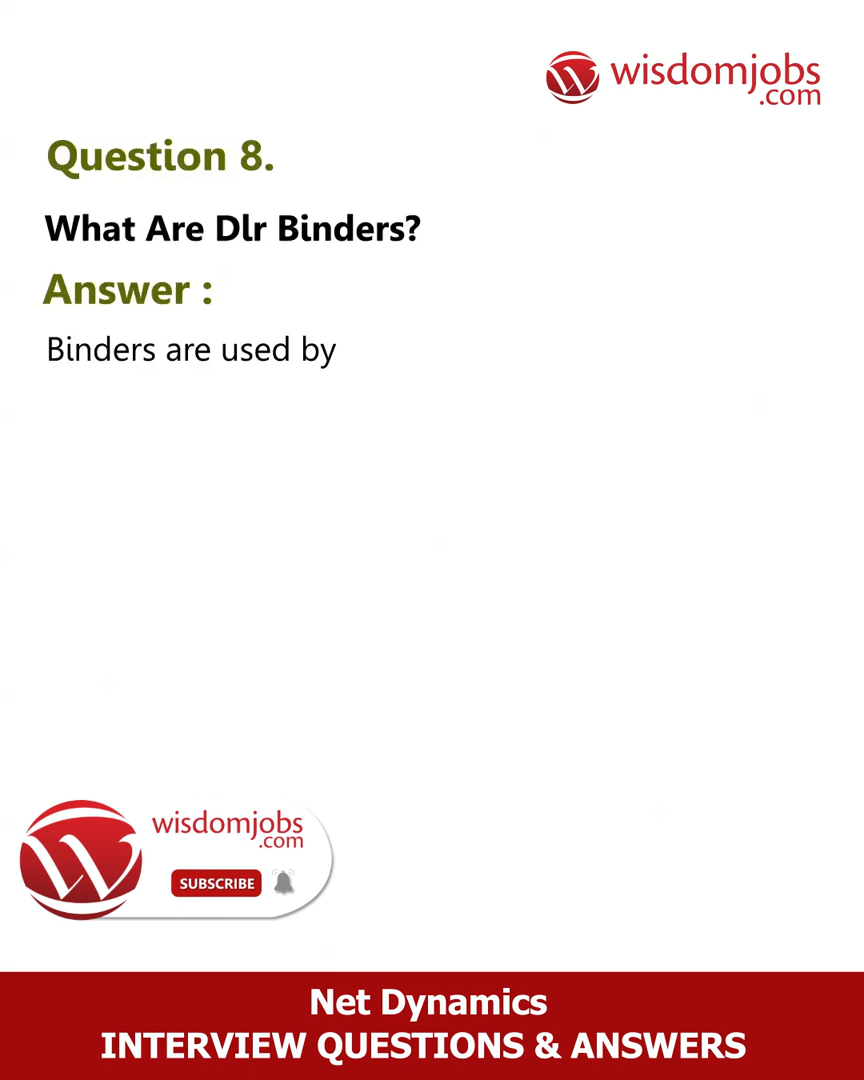 wisdomjobs
.com
Question 8.
What Are Dlr Binders?
Answer :
Binders are used by
wisdomjobs
.com
SUBSCRIBE
Net Dynamics
INTERVIEW QUESTIONS & ANSWERS